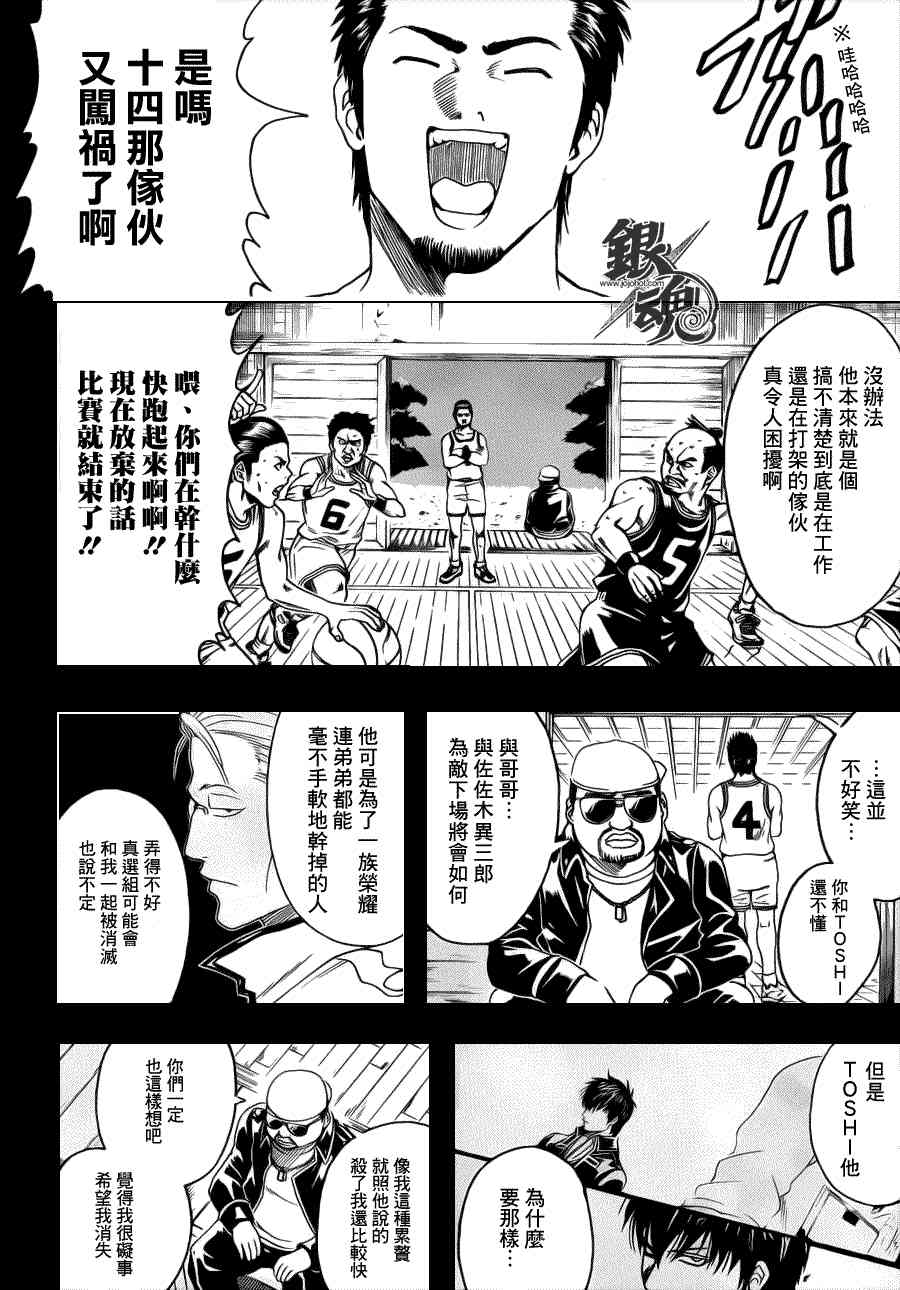 ※哇哈哈哈哈
是嗎
十四那傢伙
又闖禍了啊
銀魂
www.jojohot.com
沒辦法
他本來就是個
搞不清楚到底是在工作
還是在打架的傢伙
真令人困擾啊
5
6
喂、你們在幹什麼
快跑起來啊啊!!
現在放棄的話
比賽就結束了!!
…這並
不好笑…
你和TOSHI
還不懂
4
與哥哥…
與佐佐木異三郎
為敵下場將會如何
他可是為了一族榮耀
連弟弟都能
毫不手軟地幹掉的人
弄得不好
真選組可能會
和我一起被消滅
也說不定
但是
TOSHI他
為什麼
要那樣…
像我這種累贅
就照他說的
殺了我還比較快
你們一定
也這樣想吧
覺得我很礙事
希望我消失